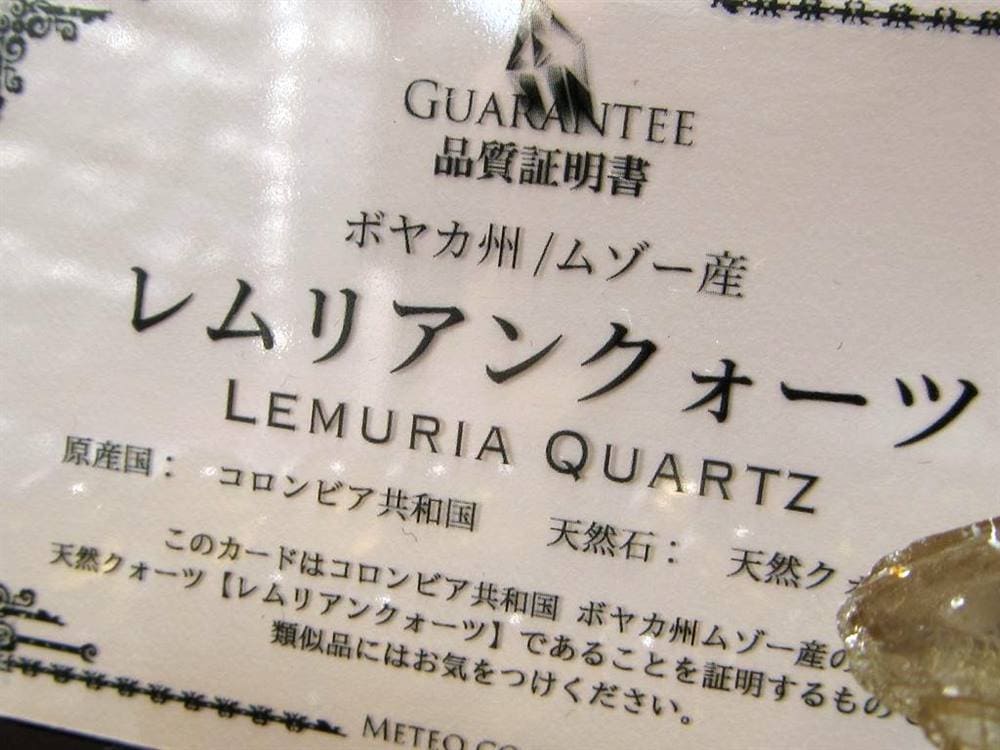 GUARANTEE
品質証明書
ボヤカ州/ムゾー産
レムリアンクォーツ
LEMURIA QUARTZ
原産国： コロンビア共和国 天然石： 天然クォ
このカードはコロンビア共和国 ボヤカ州ムゾー産の
天然クォーツ【レムリアンクォーツ】であることを証明するもので
類似品にはお気をつけください。
METEO CO